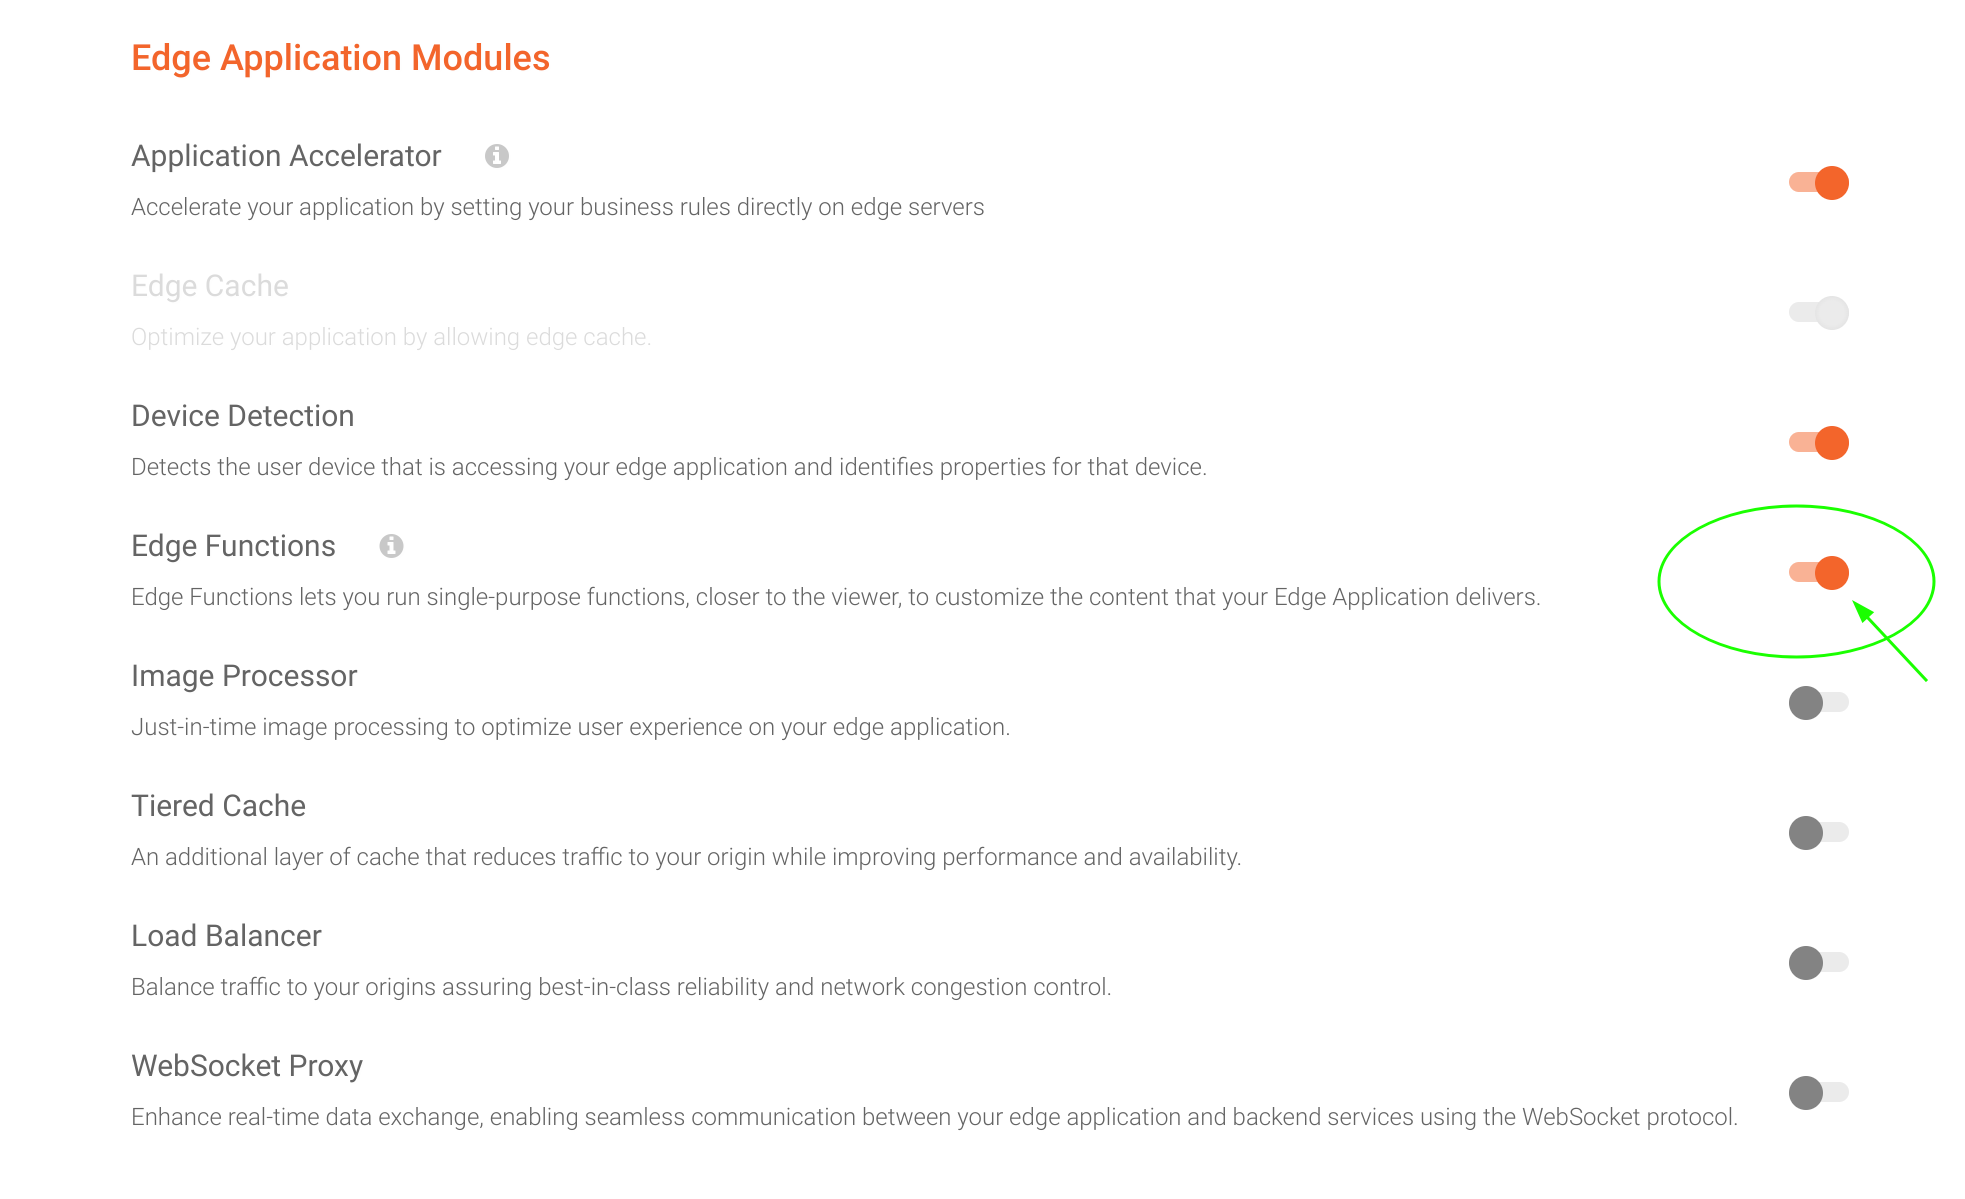 Edge Application Modules
Application Accelerator
Accelerate your application by setting your business rules directly on edge servers
Edge Cache
Optimize your application by allowing edge cache.
Device Detection
Detects the user device that is accessing your edge application and identifies properties for that device.
Edge Functions
Edge Functions lets you run single-purpose functions, closer to the viewer, to customize the content that your Edge Application delivers.
Image Processor
Just-in-time image processing to optimize user experience on your edge application.
Tiered Cache
An additional layer of cache that reduces traffic to your origin while improving performance and availability.
Load Balancer
Balance traffic to your origins assuring best-in-class reliability and network congestion control.
WebSocket Proxy
Enhance real-time data exchange, enabling seamless communication between your edge application and backend services using the WebSocket protocol.